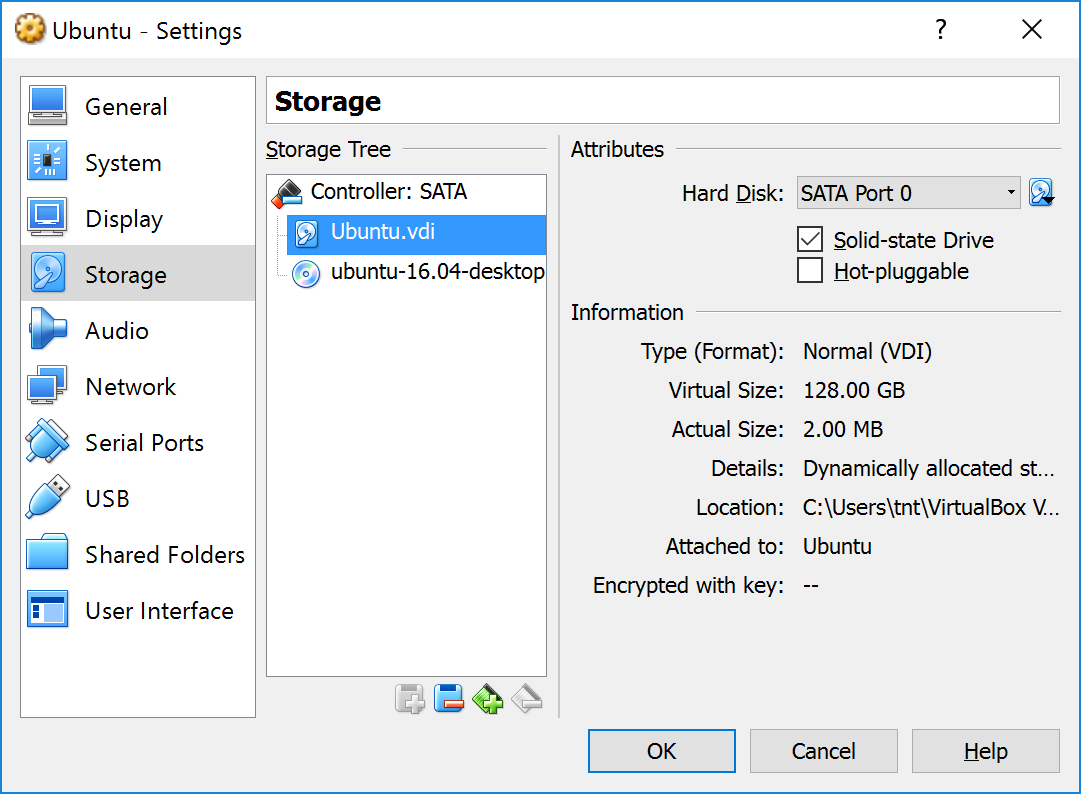 Ubuntu - Settings
?
General
System
Display
Storage
Audio
Network
Serial Ports
USB
Shared Folders
User Interface
Storage
Storage Tree
Controller: SATA
Ubuntu.vdi
ubuntu-16.04-desktop
Attributes
Hard Disk: SATA Port 0
Solid-state Drive
Hot-pluggable
Information
Type (Format): Normal (VDI)
Virtual Size: 128.00 GB
Actual Size: 2.00 MB
Details: Dynamically allocated st...
Location: C:\Users\tnt\VirtualBox V...
Attached to: Ubuntu
Encrypted with key: --
OK
Cancel
Help